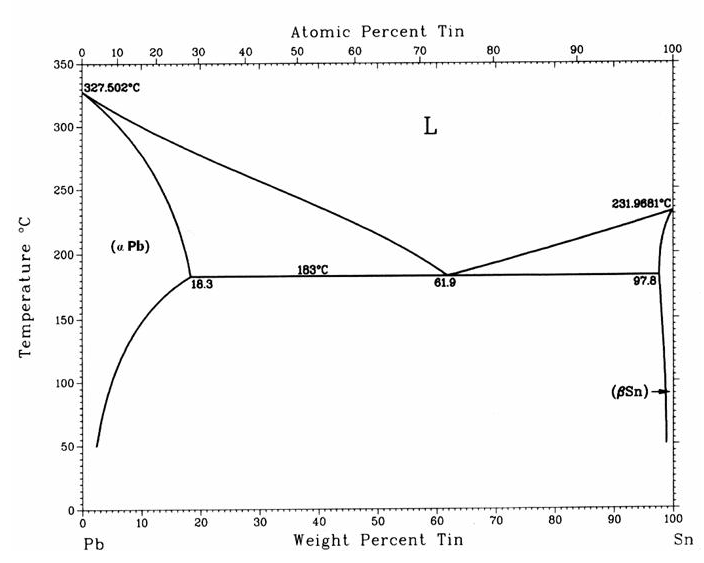 Atomic Percent Tin
0 10 20 30 40 50 60 70 80 90 100
350
327.502°C
L
300
250
231.9681°C
(α Pb)
200
183°C
18.3
61.9
97.8
150
100
(βSn)
50
0
Temperature °C
0 10 20 30 40 50 60 70 80 90 100
Pb
Weight Percent Tin
Sn